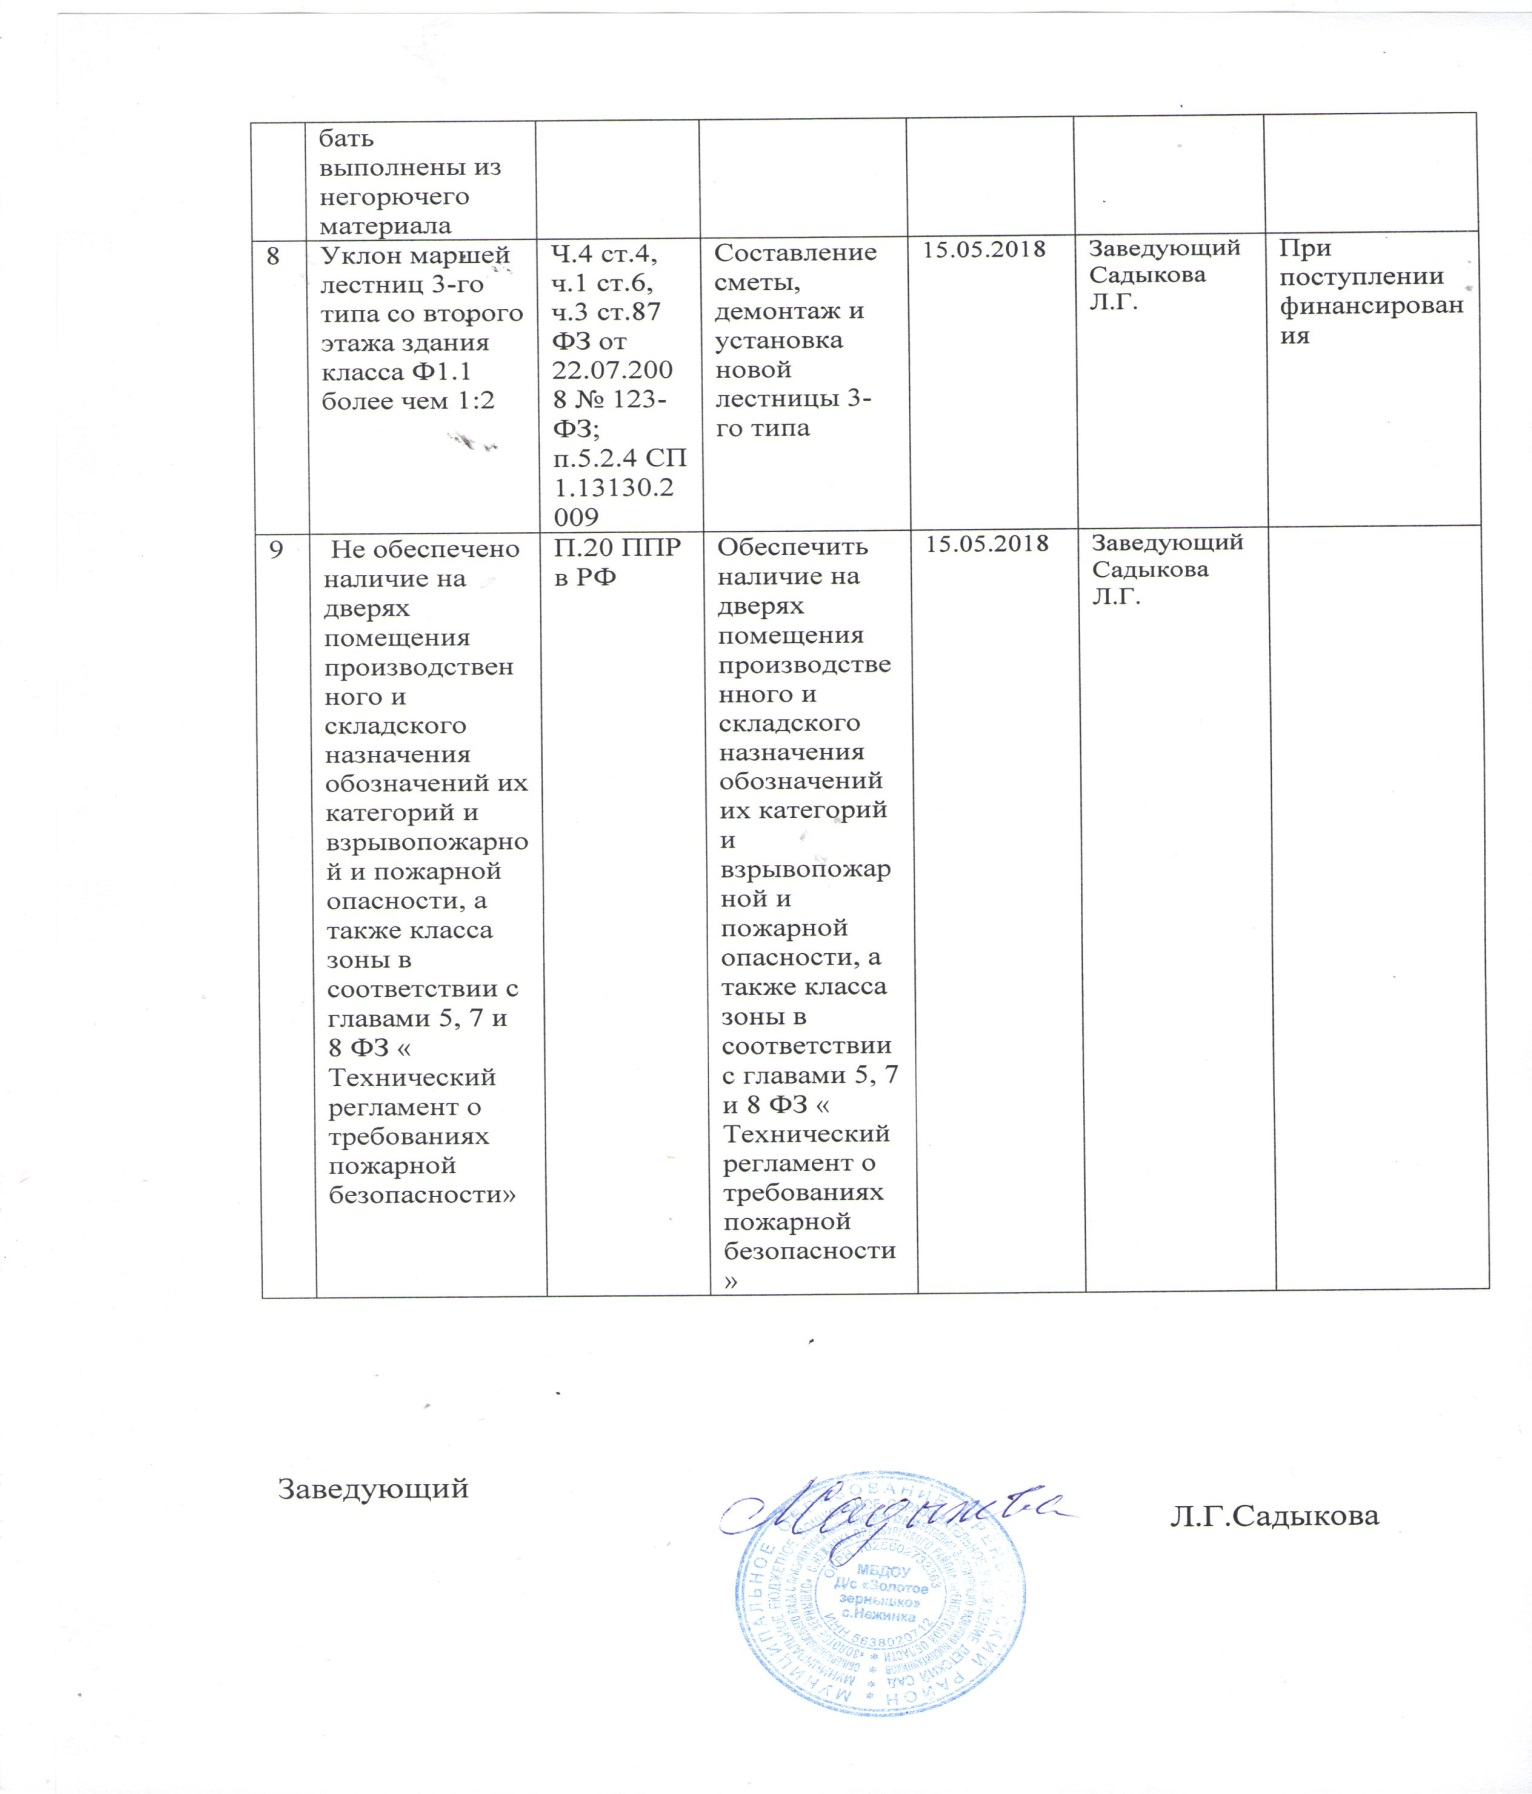 бать
выполнены из
негорючего
материала
8
Уклон маршей
лестниц 3-го
типа со второго
этажа здания
класса Ф1.1
более чем 1:2
Ч.4 ст.4,
ч.1 ст.6,
ч.3 ст.87
ФЗ от
22.07.200
8 № 123-
ФЗ;
п.5.2.4 СП
1.13130.2
009
Составление
сметы,
демонтаж и
установка
новой
лестницы 3-
го типа
15.05.2018
Заведующий
Садыкова
Л.Г.
При
поступлении
финансирован
ия
9
Не обеспечено
наличие на
дверях
помещения
производствен
ного и
складского
назначения
обозначений их
категорий и
взрывопожарно
й и пожарной
опасности, а
также класса
зоны в
соответствии с
главами 5, 7 и
8 ФЗ «
Технический
регламент о
требованиях
пожарной
безопасности»
П.20 ППР
в РФ
Обеспечить
наличие на
дверях
помещения
производстве
нного и
складского
назначения
обозначений
их категорий
и
взрывопожар
ной и
пожарной
опасности, а
также класса
зоны в
соответствии
с главами 5, 7
и 8 ФЗ «
Технический
регламент о
требованиях
пожарной
безопасности
»
15.05.2018
Заведующий
Садыкова
Л.Г.
Заведующий
Л.Г.Садыкова
МБДОУ
Д/с «Золотое
зернышко»
с.Нежинка
ИНН 5638020712